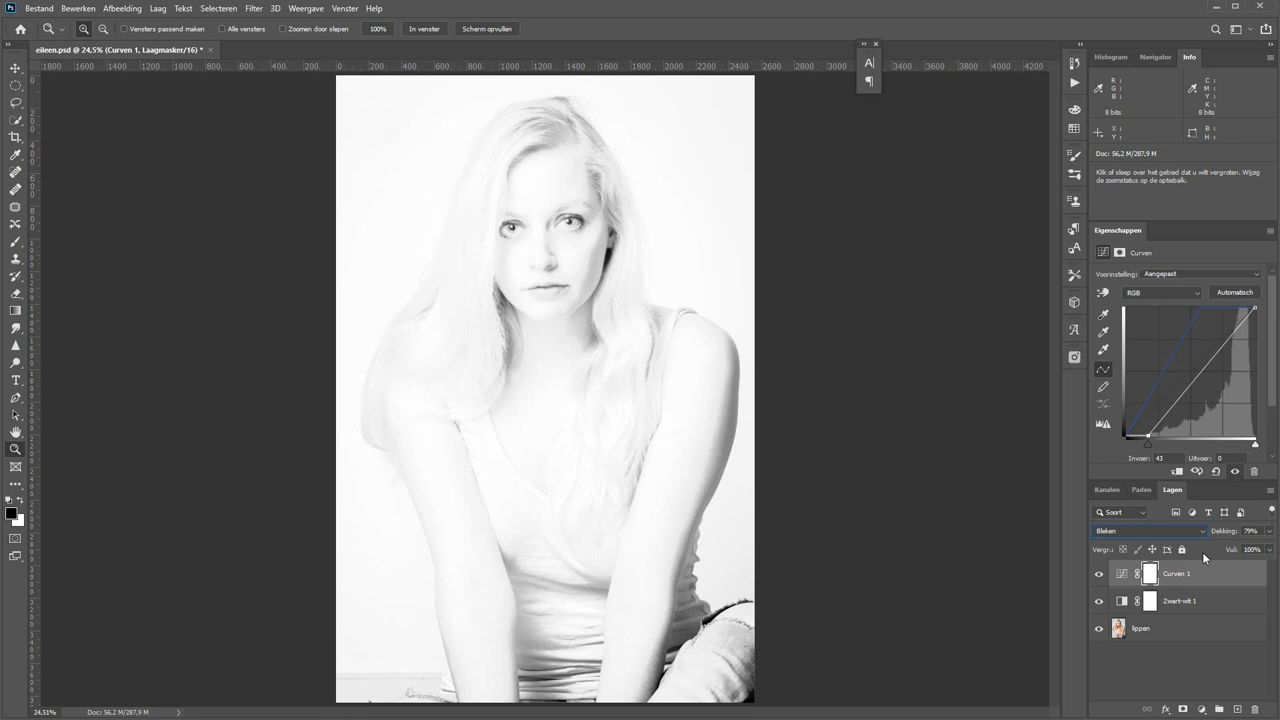 Ps Bestand Bewerken Afbeelding Laag Tekst Selecteren Filter 3D Weergave Venster Help
Vensters passend maken Alle vensters Zoomen door slepen 100% In venster Scherm opvullen
eileen.psd @ 24,5% (Curven 1, Laagmasker/16) * ×
1800 1600 1400 1200 1000 800 600 400 200 0 200 400 600 800 1000 1200 1400 1600 1800 2000 2200 2400 2600 2800 3000 3400 3600 3800 4000 4200
Histogram Navigator Info
R :
G :
B :
C :
M :
Y :
K :
8 bits 8 bits
X :
Y :
B :
H :
Doc: 56,2 M/287,9 M
Klik of sleep over het gebied dat u wilt vergroten. Wijzig
de zoomstatus op de optiebalk.
Eigenschappen
Curven
Voorinstelling: Aangepast
RGB Automatisch
Invoer: 43 Uitvoer: 0
Kanalen Paden Lagen
Soort
Bleken Dekking: 79%
Vergr.: Vul: 100%
Curven 1
Zwart-wit 1
lippen
24,51% Doc: 56,2 M/287,9 M